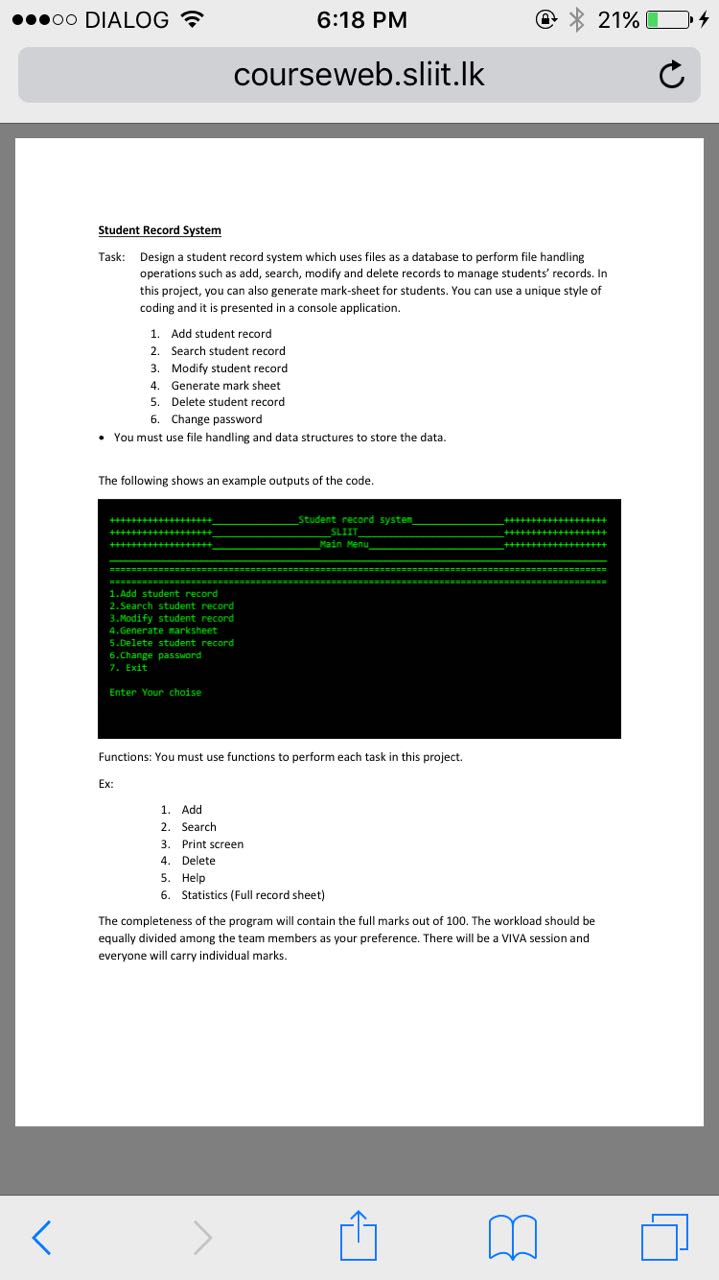 DIALOG 6:18 PM 21%
courseweb.sliit.lk
Student Record System
Task: Design a student record system which uses files as a database to perform file handling
operations such as add, search, modify and delete records to manage students' records. In
this project, you can also generate mark-sheet for students. You can use a unique style of
coding and it is presented in a console application.
1. Add student record
2. Search student record
3. Modify student record
4. Generate mark sheet
5. Delete student record
6. Change password
• You must use file handling and data structures to store the data.
The following shows an example outputs of the code.
+++++++++++++++++++________________Student record system_________________+++++++++++++++++++
+++++++++++++++++++______________________SLIIT___________________________+++++++++++++++++++
+++++++++++++++++++____________________Main Menu_________________________+++++++++++++++++++
============================================================================================
============================================================================================
1.Add student record
2.Search student record
3.Modify student record
4.Generate marksheet
5.Delete student record
6.Change password
7. Exit
Enter Your choise
Functions: You must use functions to perform each task in this project.
Ex:
1. Add
2. Search
3. Print screen
4. Delete
5. Help
6. Statistics (Full record sheet)
The completeness of the program will contain the full marks out of 100. The workload should be
equally divided among the team members as your preference. There will be a VIVA session and
everyone will carry individual marks.